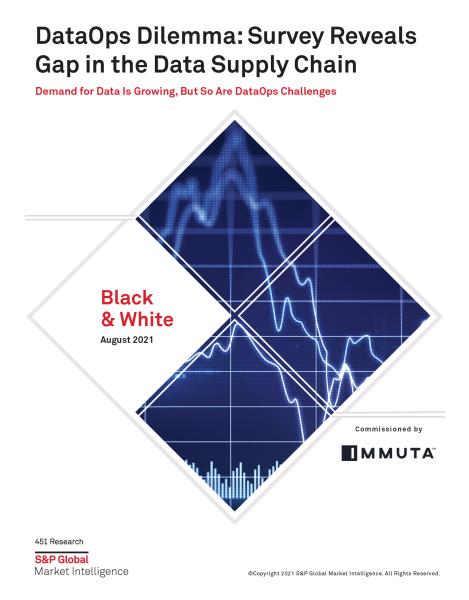 DataOps Dilemma: Survey Reveals
Gap in the Data Supply Chain
Demand for Data Is Growing, But So Are DataOps Challenges
Black
& White
August 2021
Commissioned by
IMMUTA™
451 Research
S&P Global
Market Intelligence
©Copyright 2021 S&P Global Market Intelligence. All Rights Reserved.